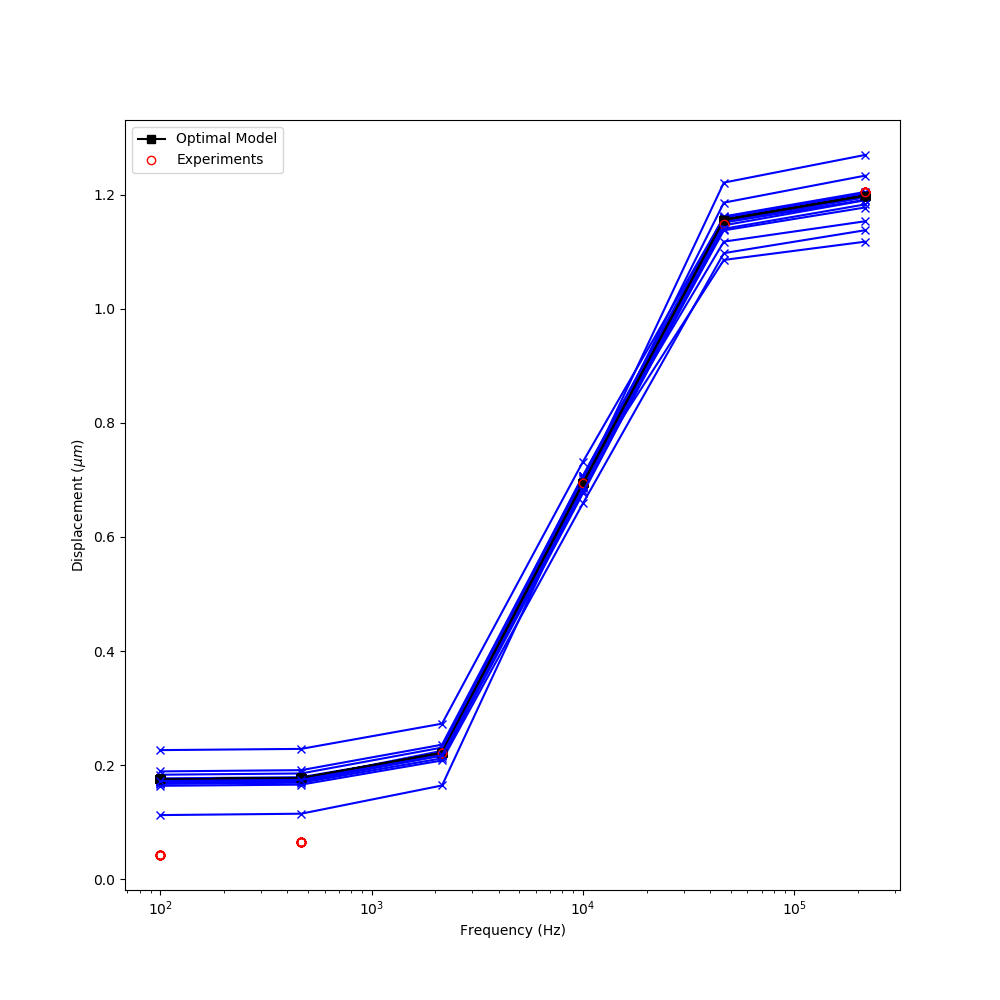 Optimal Model
Experiments
1.2
1.0
0.8
0.6
0.4
0.2
0.0
Displacement (μm)
10²
10³
10⁴
10⁵
Frequency (Hz)